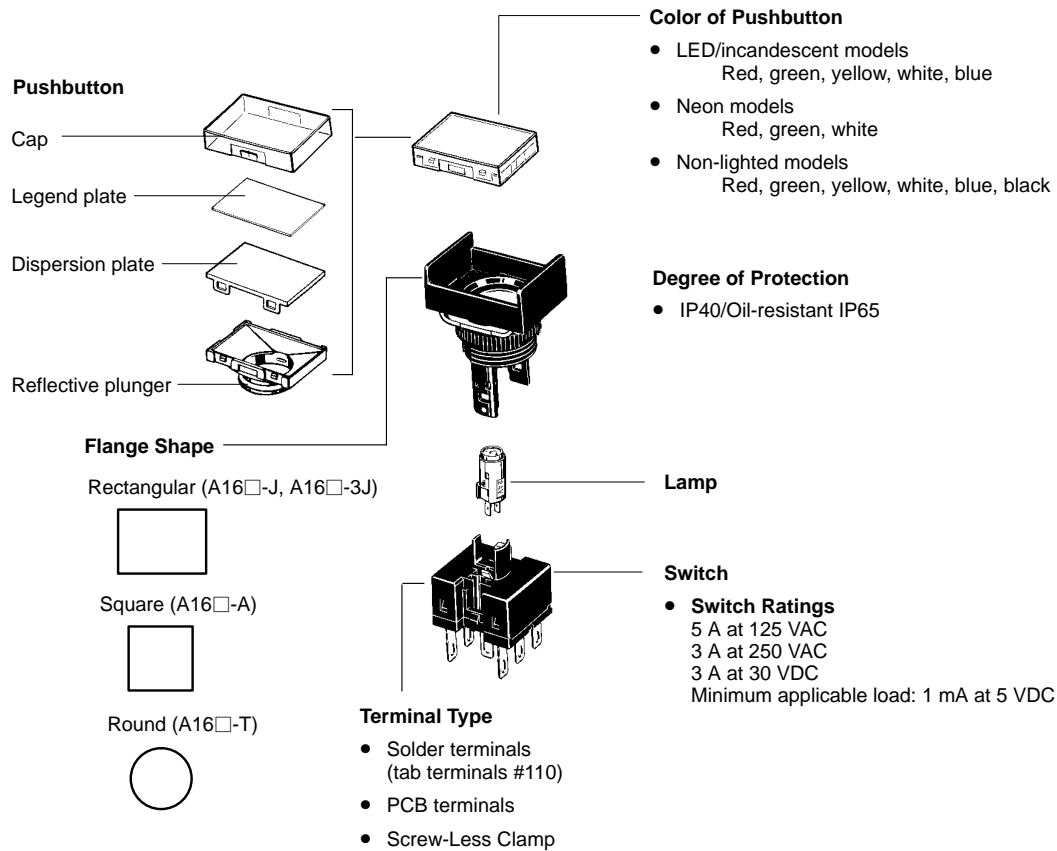 Pushbutton
Cap
Legend plate
Dispersion plate
Reflective plunger
Color of Pushbutton
● LED/incandescent models
Red, green, yellow, white, blue
● Neon models
Red, green, white
● Non-lighted models
Red, green, yellow, white, blue, black
Degree of Protection
● IP40/Oil-resistant IP65
Flange Shape
Rectangular (A16□-J, A16□-3J)
Square (A16□-A)
Round (A16□-T)
Lamp
Switch
● Switch Ratings
5 A at 125 VAC
3 A at 250 VAC
3 A at 30 VDC
Minimum applicable load: 1 mA at 5 VDC
Terminal Type
● Solder terminals
(tab terminals #110)
● PCB terminals
● Screw-Less Clamp